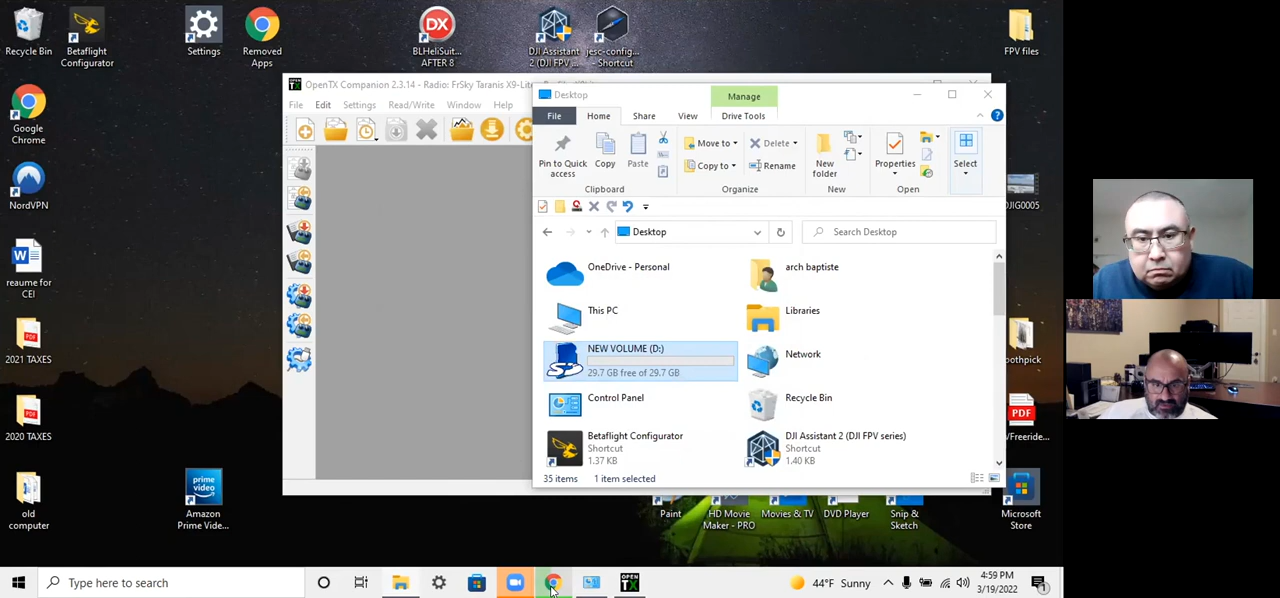 Recycle Bin
Betaflight
Configurator
Settings
Removed
Apps
BLHeliSuit...
AFTER 8
DJI Assistant
2 (DJI FPV ...
jesc-config...
- Shortcut
FPV files
Google
Chrome
NordVPN
reaume for
CEI
2021 TAXES
2020 TAXES
old
computer
Amazon
Prime Vide...
prime
video
DJIG0005
oothpick
Freeride...
Microsoft
Store
Paint
HD Movie
Maker - PRO
Movies & TV
DVD Player
Snip &
Sketch
OpenTX Companion 2.3.14 - Radio: FrSky Taranis X9-Lite
File Edit Settings Read/Write Window Help
Desktop
Manage
File Home Share View Drive Tools
Pin to Quick
access
Copy
Paste
Clipboard
Move to
Copy to
Delete
Rename
Organize
New
folder
New
Properties
Open
Select
Desktop
Search Desktop
OneDrive - Personal
arch baptiste
This PC
Libraries
NEW VOLUME (D:)
29.7 GB free of 29.7 GB
Network
Control Panel
Recycle Bin
Betaflight Configurator
Shortcut
1.37 KB
DJI Assistant 2 (DJI FPV series)
Shortcut
1.40 KB
35 items 1 item selected
Type here to search
OPEN
TX
44°F Sunny
4:59 PM
3/19/2022